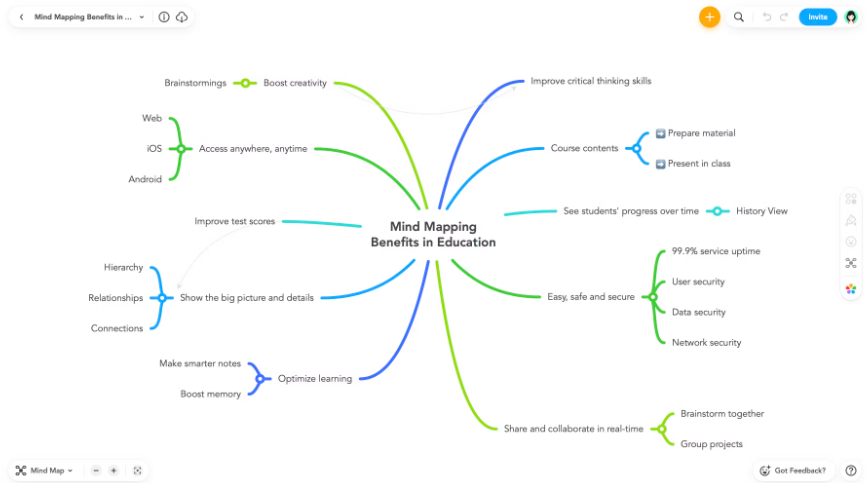 Mind Mapping Benefits in ...
Invite
Brainstormings
Boost creativity
Web
iOS
Android
Access anywhere, anytime
Improve test scores
Hierarchy
Relationships
Connections
Show the big picture and details
Make smarter notes
Boost memory
Optimize learning
Mind Mapping
Benefits in Education
Improve critical thinking skills
Course contents
Prepare material
Present in class
See students' progress over time
History View
Easy, safe and secure
99.9% service uptime
User security
Data security
Network security
Share and collaborate in real-time
Brainstorm together
Group projects
Mind Map
Got Feedback?